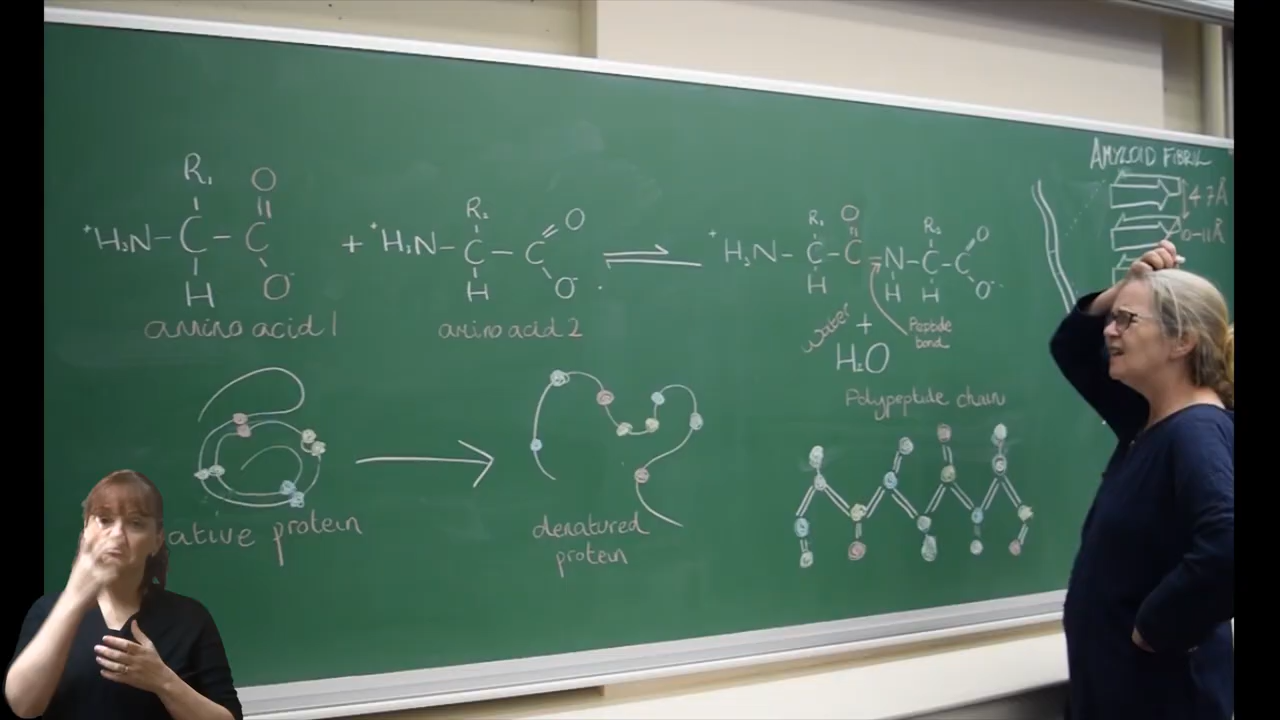 R₁ O
⁺H₃N–C–C
H O⁻
amino acid 1
+
R₂ O
⁺H₃N–C–C
H O⁻
amino acid 2
R₁ O R₂ O
⁺H₃N–C–C–N–C–C
H H H O⁻
water + Peptide
bond
H₂O
Polypeptide chain
AMYLOID FIBRIL
4.7Å
0-11Å
ative protein
denatured
protein